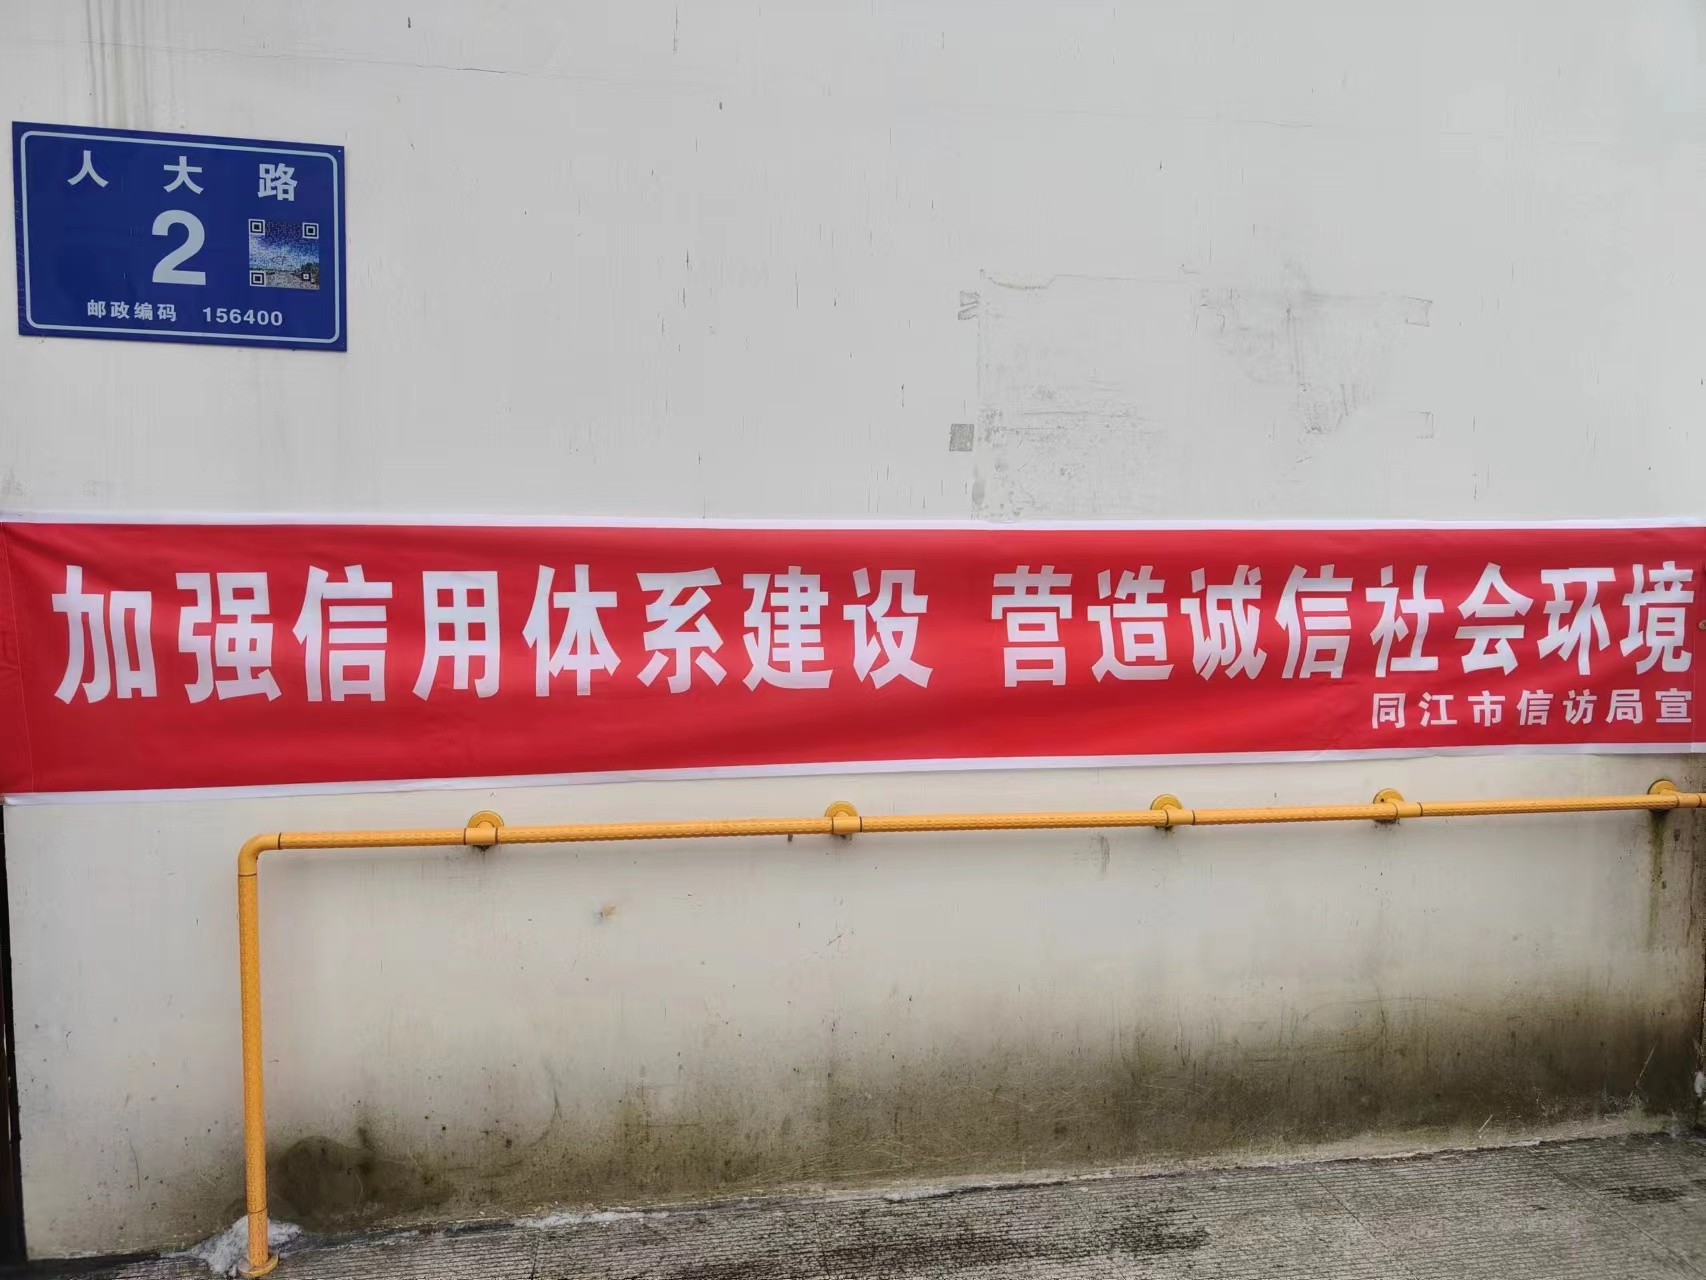 人大路
2
邮政编码 156400
加强信用体系建设 营造诚信社会环境
同江市信访局宣